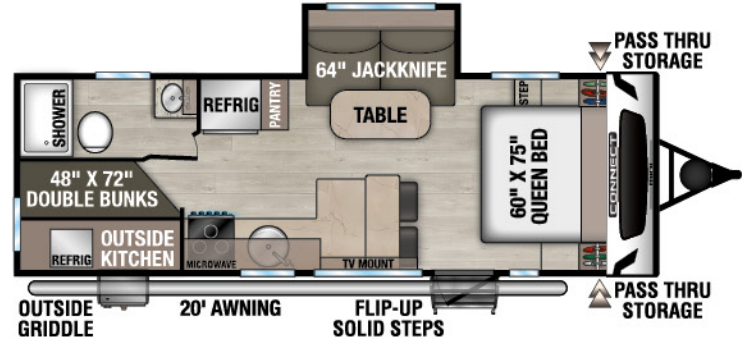 PASS THRU
STORAGE
64" JACKKNIFE
SHOWER
REFRIG
PANTRY
TABLE
STEP
60" X 75"
QUEEN BED
CONNECT
48" X 72"
DOUBLE BUNKS
OUTSIDE
KITCHEN
REFRIG
MICROWAVE
TV MOUNT
OUTSIDE
GRIDDLE
20' AWNING
FLIP-UP
SOLID STEPS
PASS THRU
STORAGE